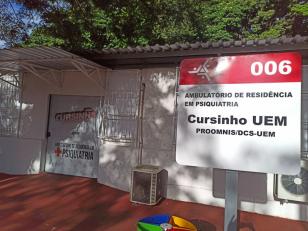 006
AMBULATÓRIO DE RESIDÊNCIA
EM PSIQUIATRIA
Cursinho UEM
PROOMNIS/DCS-UEM
CURSINHO
PSIQUIATRIA